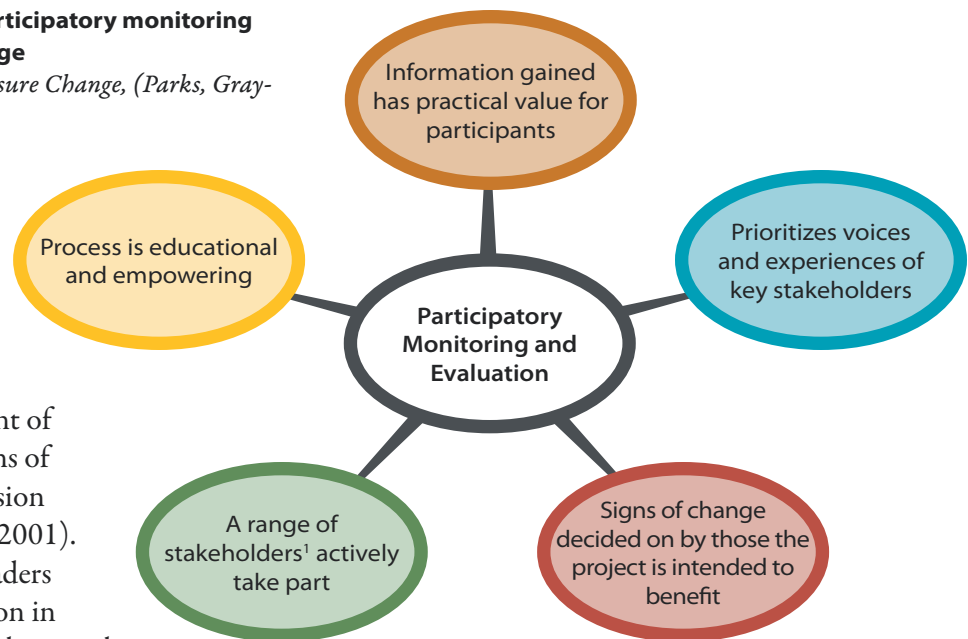 rticipatory monitoring
ge
sure Change, (Parks, Gray-
Information gained
has practical value for
participants
Process is educational
and empowering
Prioritizes voices
and experiences of
key stakeholders
Participatory
Monitoring and
Evaluation
nt of
ns of
sion
2001).
ders
on in
A range of
stakeholders¹ actively
take part
Signs of change
decided on by those the
project is intended to
benefit